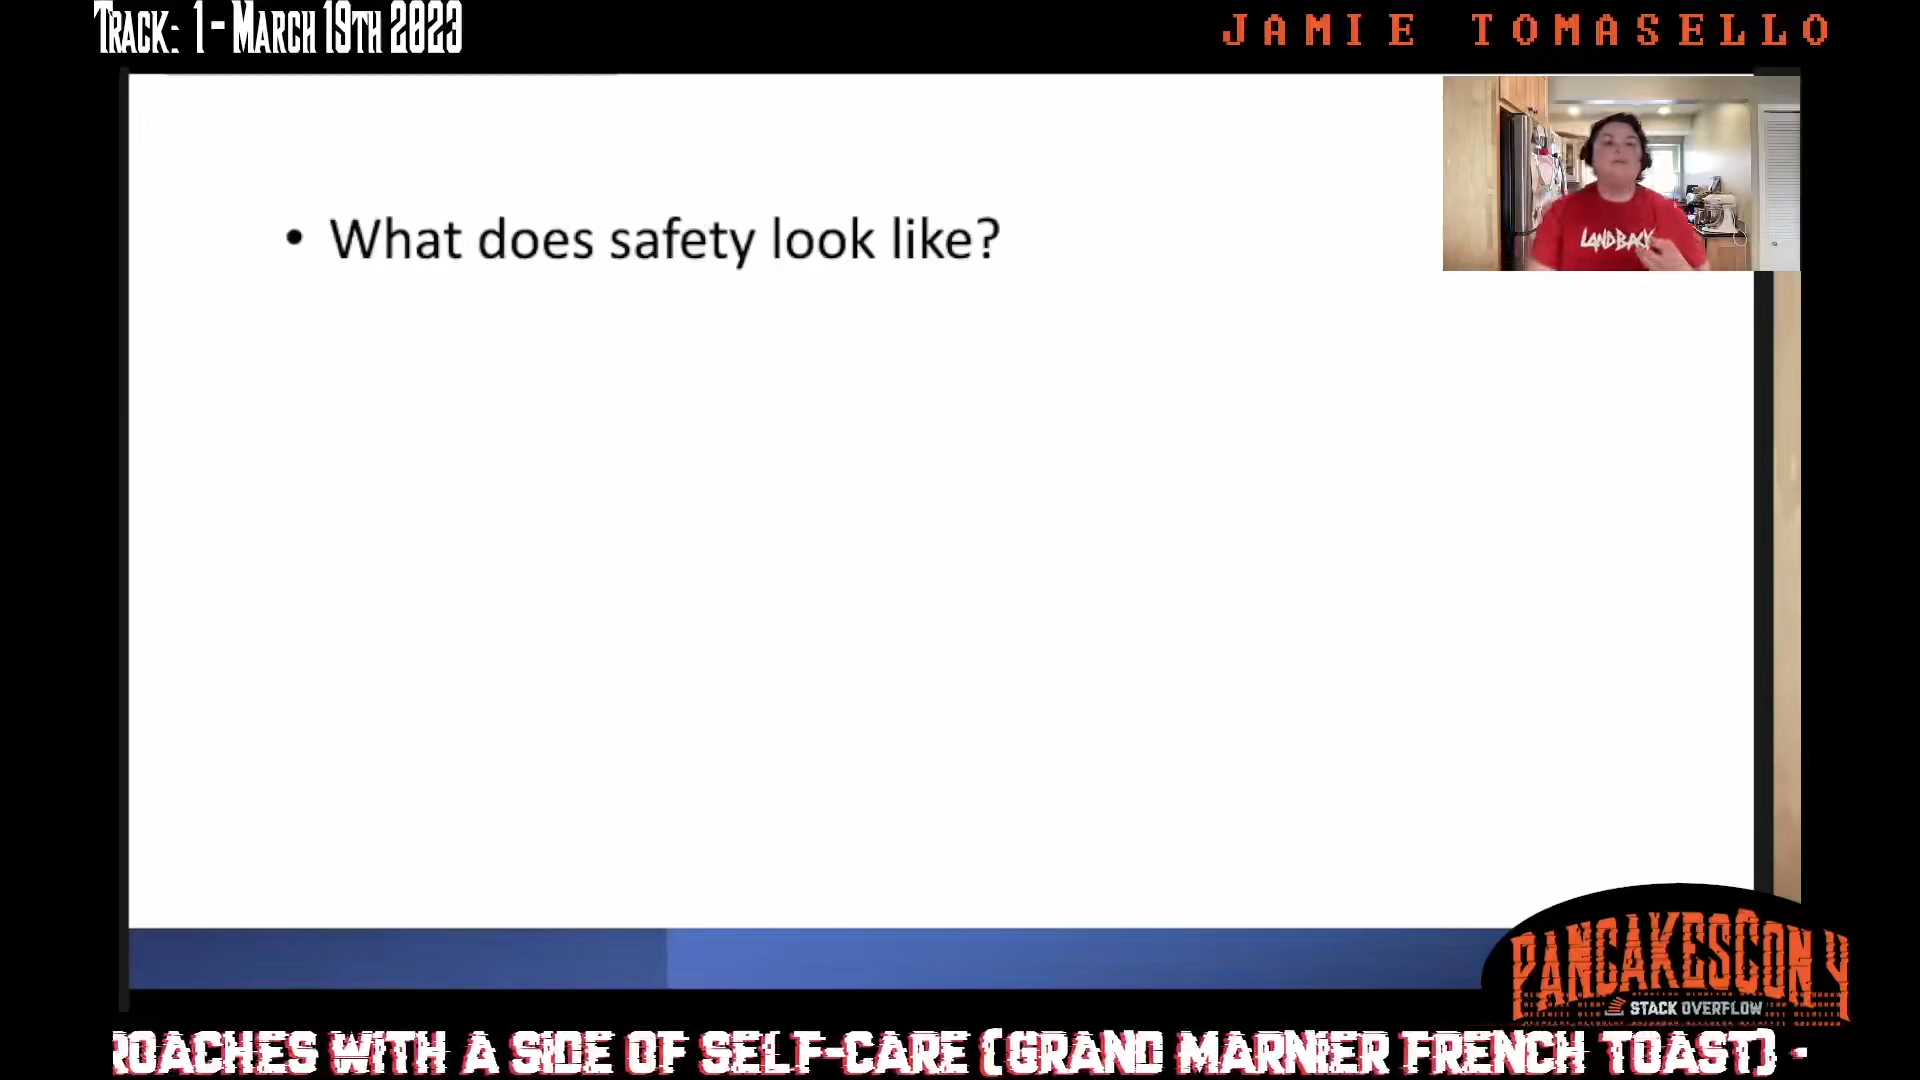 TRACK: 1 - MARCH 19TH 2023
JAMIE TOMASELLO
• What does safety look like?
LANDBACK
PANCAKESCON 4
STACK OVERFLOW
ROACHES WITH A SIDE OF SELF-CARE (GRAND MARNIER FRENCH TOAST) -